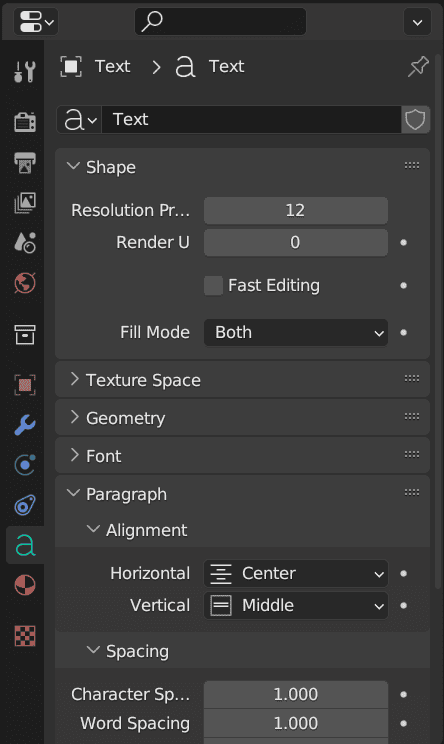 Text > Text
Text
Shape
Resolution Pr... 12
Render U 0
Fast Editing
Fill Mode Both
Texture Space
Geometry
Font
Paragraph
Alignment
Horizontal Center
Vertical Middle
Spacing
Character Sp... 1.000
Word Spacing 1.000